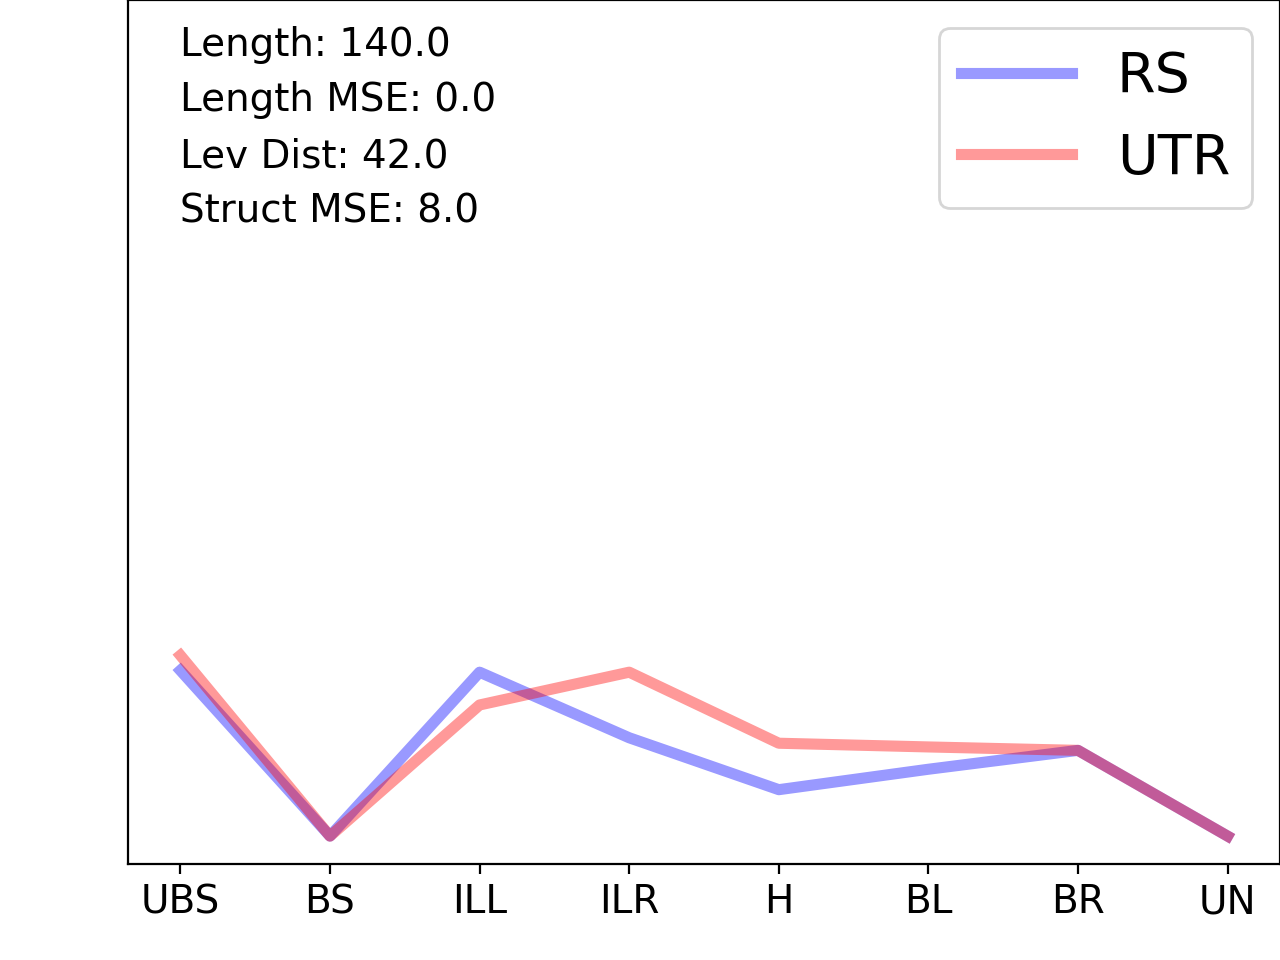 Length: 140.0
Length MSE: 0.0
Lev Dist: 42.0
Struct MSE: 8.0
RS
UTR
UBS BS ILL ILR H BL BR UN